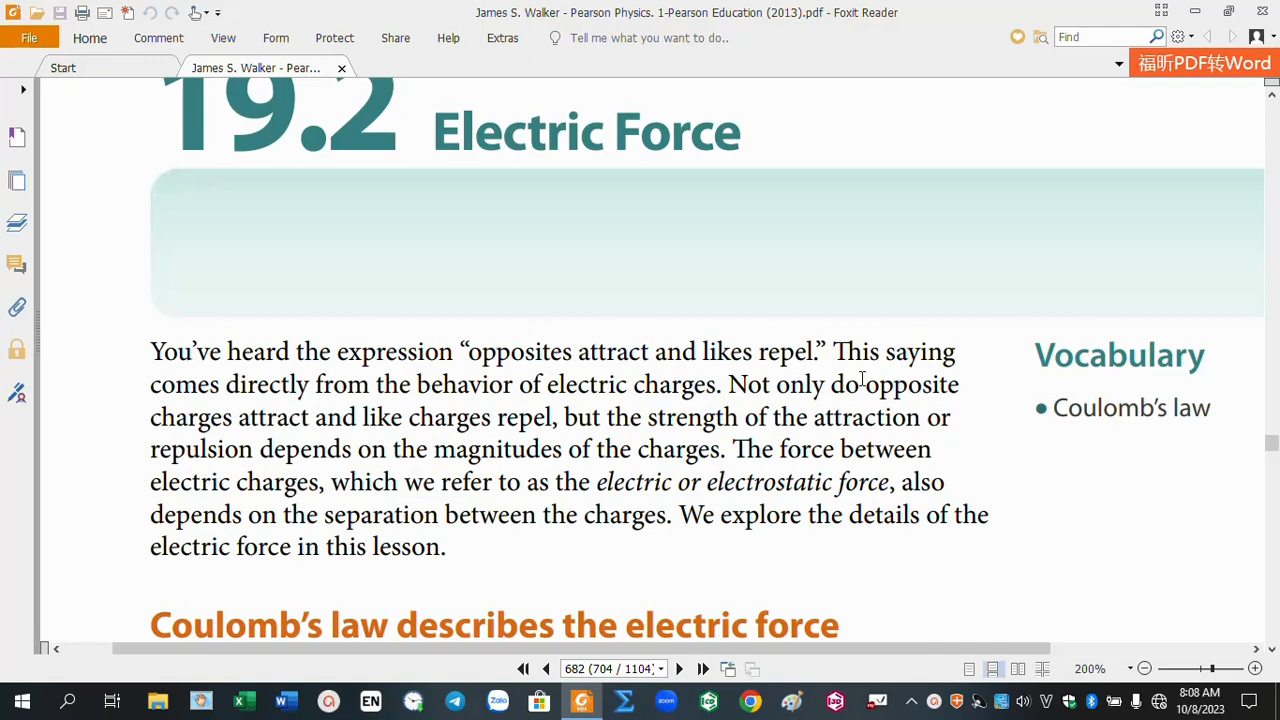 James S. Walker - Pearson Physics. 1-Pearson Education (2013).pdf - Foxit Reader
File Home Comment View Form Protect Share Help Extras Tell me what you want to do.. Find
Start James S. Walker - Pear... 福昕PDF转Word
19.2 Electric Force
You’ve heard the expression “opposites attract and likes repel.” This saying
comes directly from the behavior of electric charges. Not only do opposite
charges attract and like charges repel, but the strength of the attraction or
repulsion depends on the magnitudes of the charges. The force between
electric charges, which we refer to as the electric or electrostatic force, also
depends on the separation between the charges. We explore the details of the
electric force in this lesson.
Vocabulary
• Coulomb’s law
Coulomb’s law describes the electric force
682 (704 / 1104) 200%
EN Zalo zoom
8:08 AM
10/8/2023